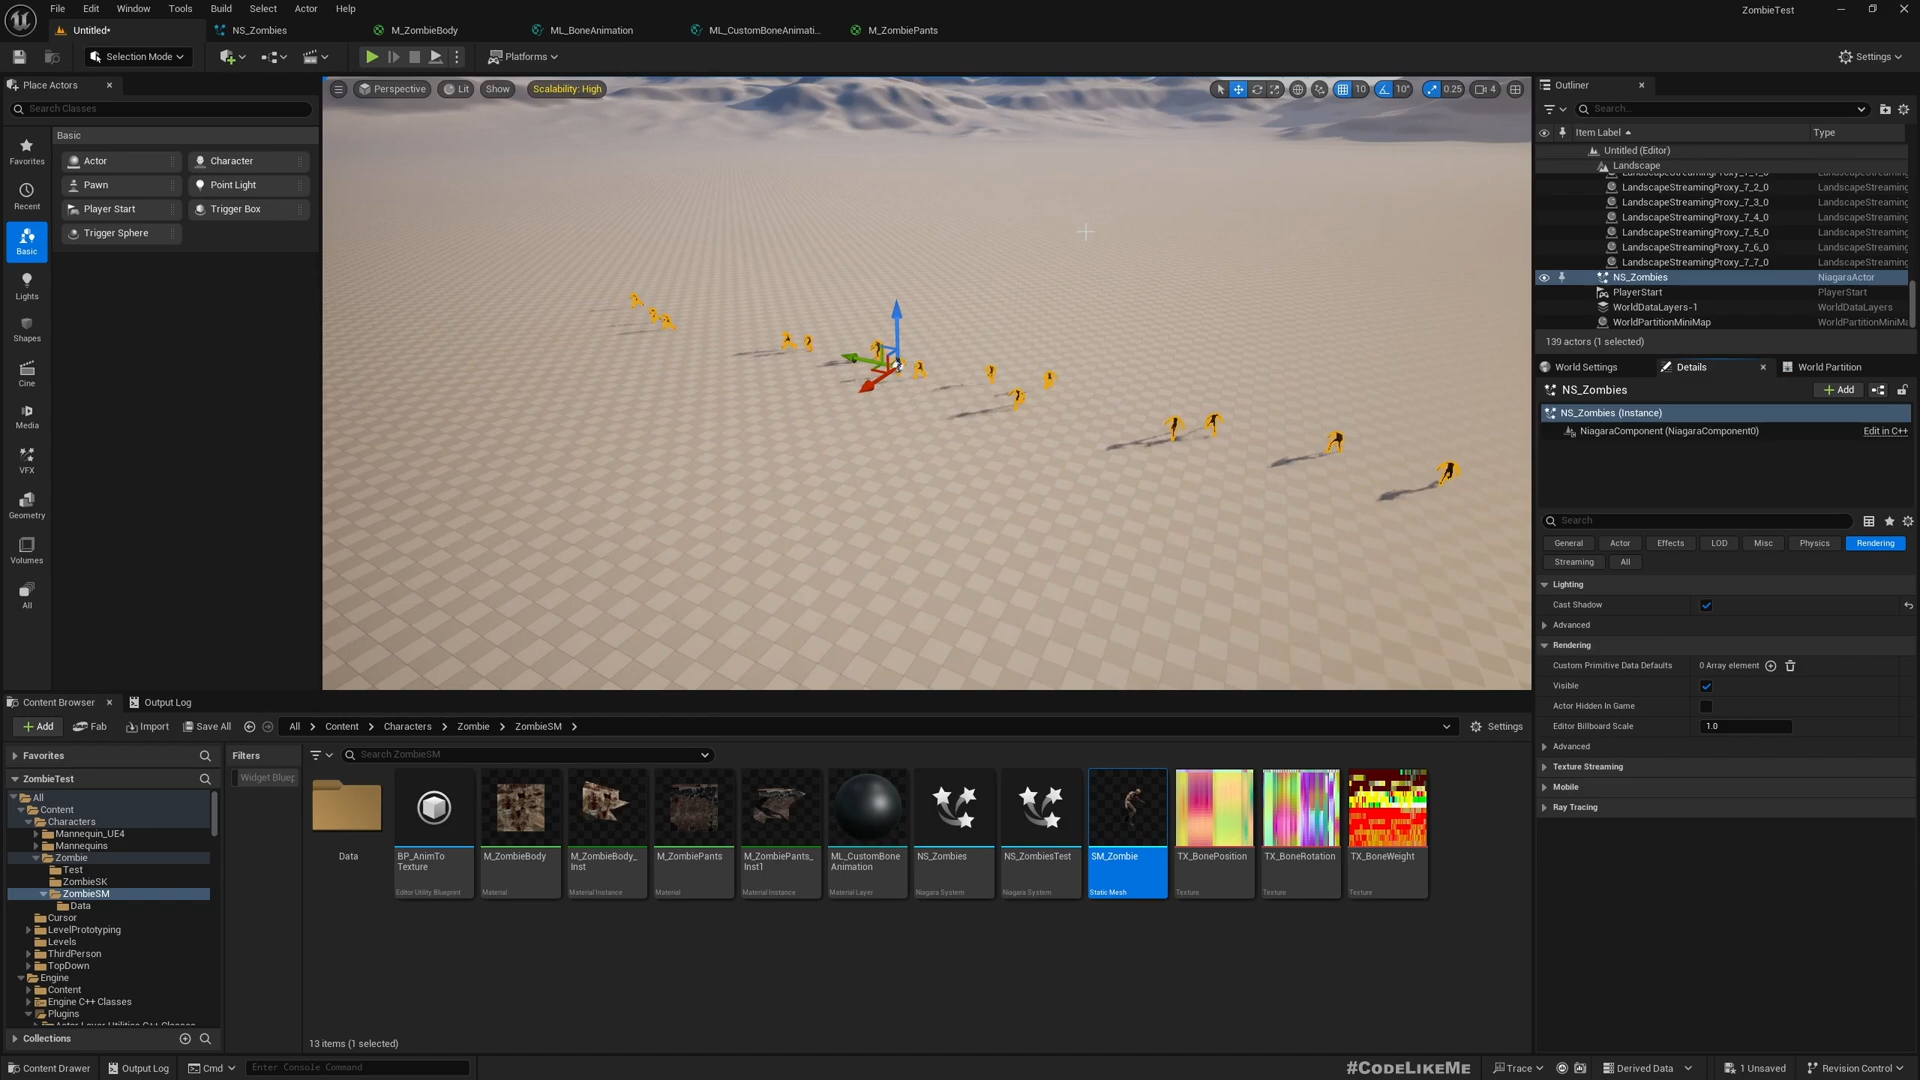 File Edit Window Tools Build Select Actor Help
ZombieTest
Untitled*
NS_Zombies
M_ZombieBody
ML_BoneAnimation
ML_CustomBoneAnimati...
M_ZombiePants
Selection Mode
Platforms
Settings
Place Actors
Search Classes
Favorites
Recent
Basic
Lights
Shapes
Cine
Media
VFX
Geometry
Volumes
All
Basic
Actor
Character
Pawn
Point Light
Player Start
Trigger Box
Trigger Sphere
Perspective
Lit
Show
Scalability: High
10
10°
0.25
4
Outliner
Search...
Item Label
Type
Untitled (Editor)
Landscape
LandscapeStreamingProxy_7_2_0 LandscapeStreaming
LandscapeStreamingProxy_7_3_0 LandscapeStreaming
LandscapeStreamingProxy_7_4_0 LandscapeStreaming
LandscapeStreamingProxy_7_5_0 LandscapeStreaming
LandscapeStreamingProxy_7_6_0 LandscapeStreaming
LandscapeStreamingProxy_7_7_0 LandscapeStreaming
NS_Zombies NiagaraActor
PlayerStart PlayerStart
WorldDataLayers-1 WorldDataLayers
WorldPartitionMiniMap WorldPartitionMiniMa
139 actors (1 selected)
World Settings
Details
World Partition
NS_Zombies
Add
NS_Zombies (Instance)
NiagaraComponent (NiagaraComponent0)
Edit in C++
Search
General Actor Effects LOD Misc Physics Rendering
Streaming All
Lighting
Cast Shadow
Advanced
Rendering
Custom Primitive Data Defaults 0 Array element
Visible
Actor Hidden In Game
Editor Billboard Scale 1.0
Advanced
Texture Streaming
Mobile
Ray Tracing
Content Browser
Output Log
Add
Fab
Import
Save All
All > Content > Characters > Zombie > ZombieSM >
Settings
Favorites
ZombieTest
All
Content
Characters
Mannequin_UE4
Mannequins
Zombie
Test
ZombieSK
ZombieSM
Data
Cursor
LevelPrototyping
Levels
ThirdPerson
TopDown
Engine
Content
Engine C++ Classes
Plugins
Collections
Filters
Widget Bluep
Search ZombieSM
Data
BP_AnimTo
Texture
Editor Utility Blueprint
M_ZombieBody
Material
M_ZombieBody_
Inst
Material Instance
M_ZombiePants
Material
M_ZombiePants_
Inst1
Material Instance
ML_CustomBone
Animation
Material Layer
NS_Zombies
Niagara System
NS_ZombiesTest
Niagara System
SM_Zombie
Static Mesh
TX_BonePosition
Texture
TX_BoneRotation
Texture
TX_BoneWeight
Texture
13 items (1 selected)
Content Drawer
Output Log
Cmd
Enter Console Command
#CODELIKEME
Trace
Derived Data
1 Unsaved
Revision Control